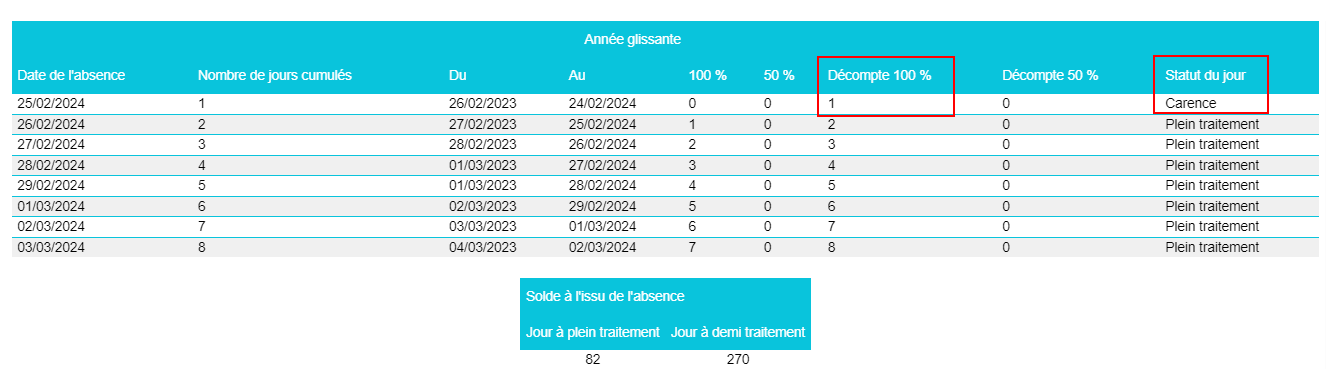 Année glissante
Date de l'absence Nombre de jours cumulés Du Au 100 % 50 % Décompte 100 % Décompte 50 % Statut du jour
25/02/2024 1 26/02/2023 24/02/2024 0 0 1 0 Carence
26/02/2024 2 27/02/2023 25/02/2024 1 0 2 0 Plein traitement
27/02/2024 3 28/02/2023 26/02/2024 2 0 3 0 Plein traitement
28/02/2024 4 01/03/2023 27/02/2024 3 0 4 0 Plein traitement
29/02/2024 5 01/03/2023 28/02/2024 4 0 5 0 Plein traitement
01/03/2024 6 02/03/2023 29/02/2024 5 0 6 0 Plein traitement
02/03/2024 7 03/03/2023 01/03/2024 6 0 7 0 Plein traitement
03/03/2024 8 04/03/2023 02/03/2024 7 0 8 0 Plein traitement
Solde à l'issu de l'absence
Jour à plein traitement Jour à demi traitement
82 270